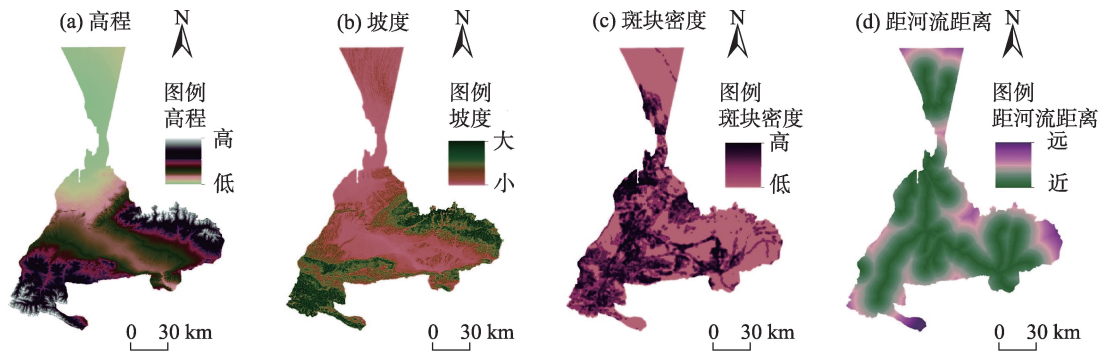 (a) 高程
N
图例
高程
高
低
0 30 km
(b) 坡度
N
图例
坡度
大
小
0 30 km
(c) 斑块密度
N
图例
斑块密度
高
低
0 30 km
(d) 距河流距离
N
图例
距河流距离
远
近
0 30 km